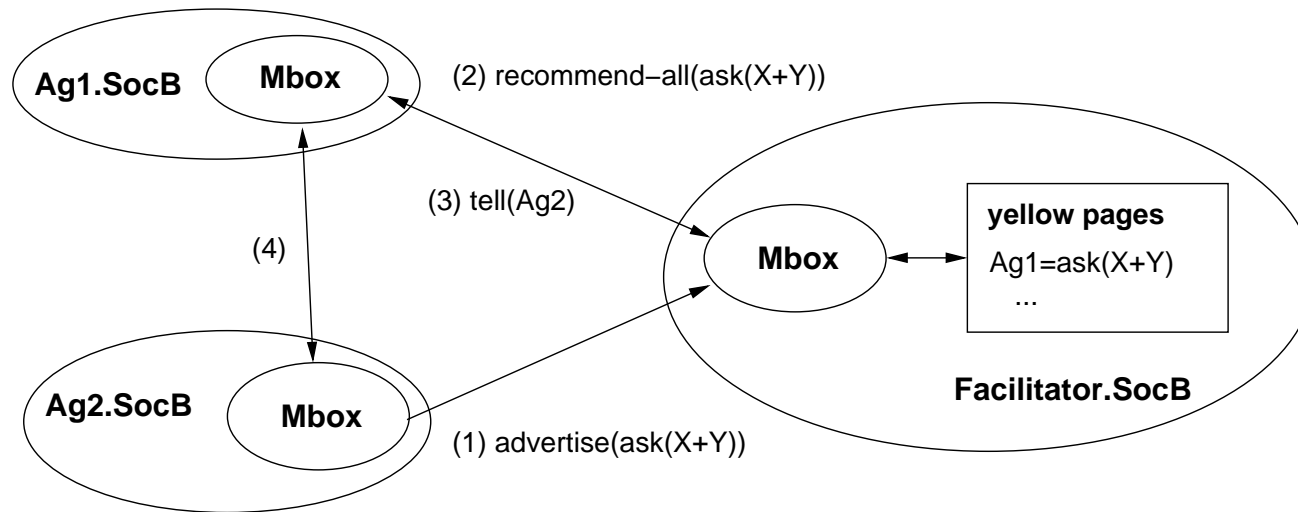 Ag1.SocB
Mbox
(2) recommend−all(ask(X+Y))
(3) tell(Ag2)
(4)
Mbox
yellow pages
Ag1=ask(X+Y)
...
Facilitator.SocB
Ag2.SocB
Mbox
(1) advertise(ask(X+Y))